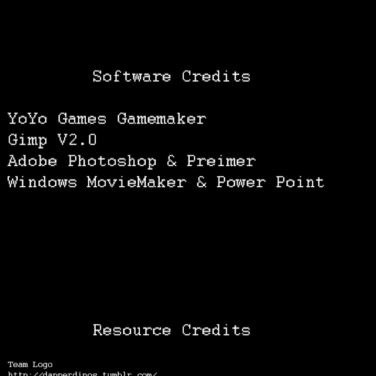 Software Credits
YoYo Games Gamemaker
Gimp V2.0
Adobe Photoshop & Preimer
Windows MovieMaker & Power Point
Resource Credits
Team Logo
http://dapperdinos.tumblr.com/